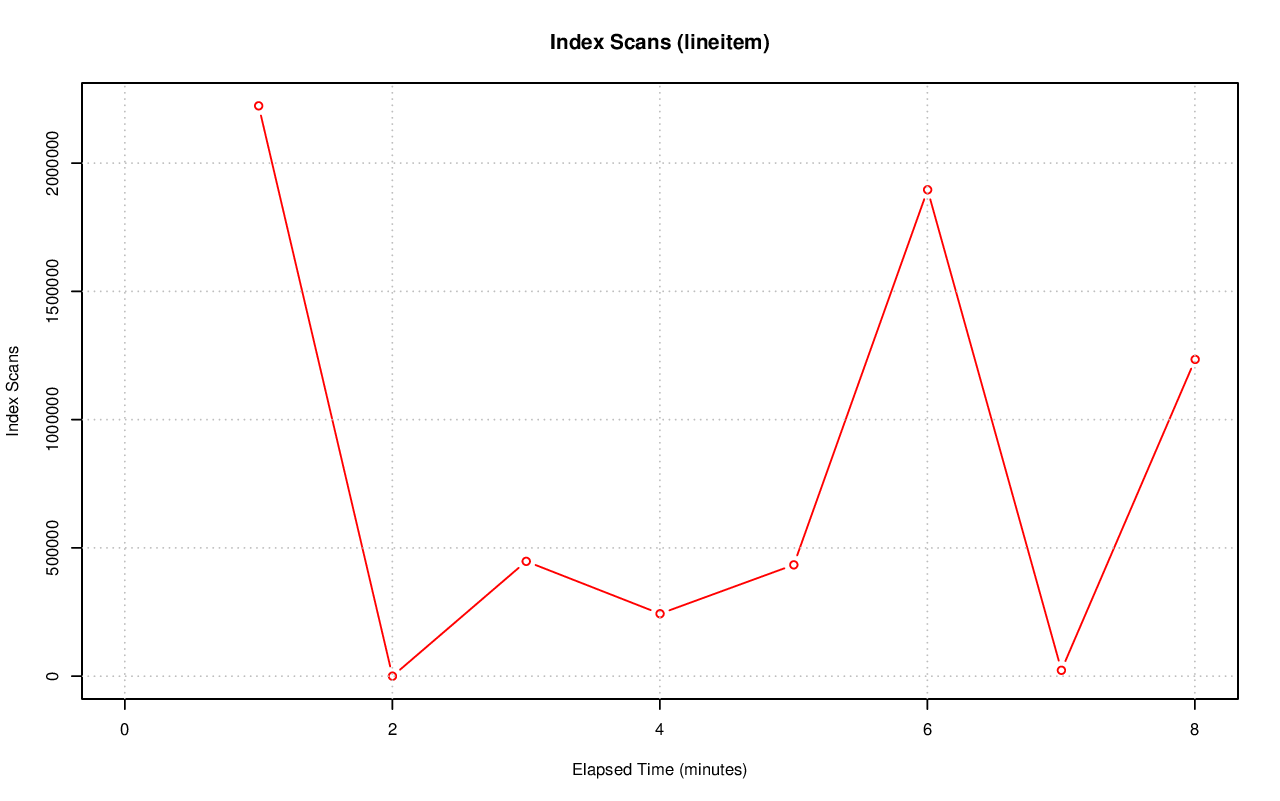 Index Scans (lineitem)
2000000
1500000
1000000
500000
0
Index Scans
0 2 4 6 8
Elapsed Time (minutes)